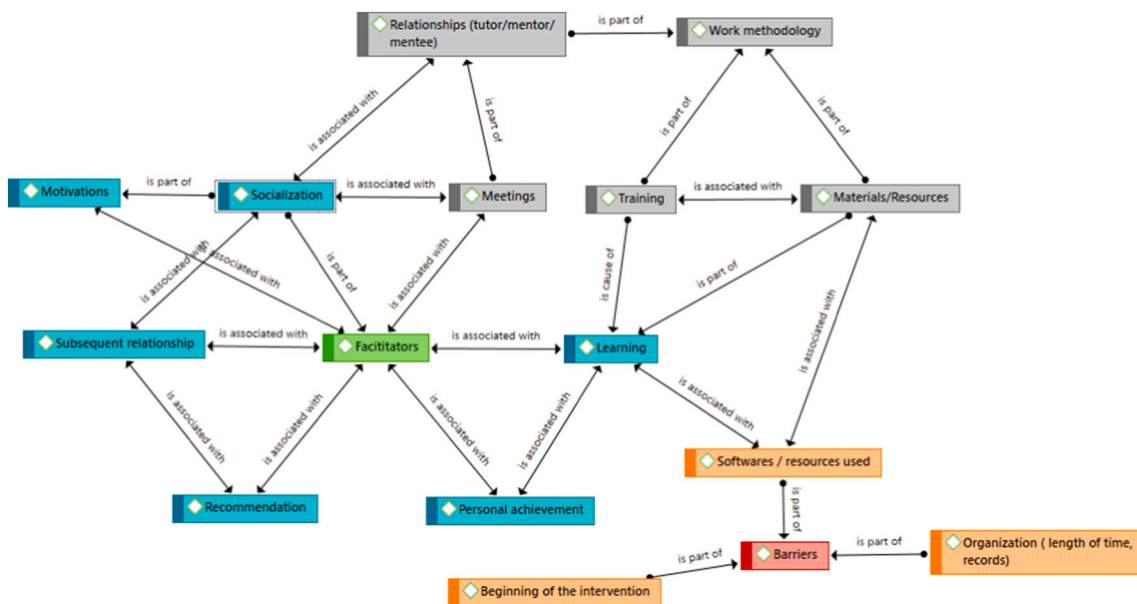 Relationships (tutor/mentor/
mentee)
is part of
Work methodology
is associated with
is part of
is part of
is part of
Motivations
is part of
Socialization
is associated with
Meetings
Training
is associated with
Materials/Resources
is associated with
is associated with
is part of
is associated with
is cause of
is part of
is associated with
Subsequent relationship
is associated with
Facititators
is associated with
Learning
is associated with
is associated with
is associated with
is associated with
is associated with
Softwares / resources used
Recommendation
Personal achievement
is part of
Organization ( length of time,
records)
is part of
Barriers
is part of
Beginning of the intervention